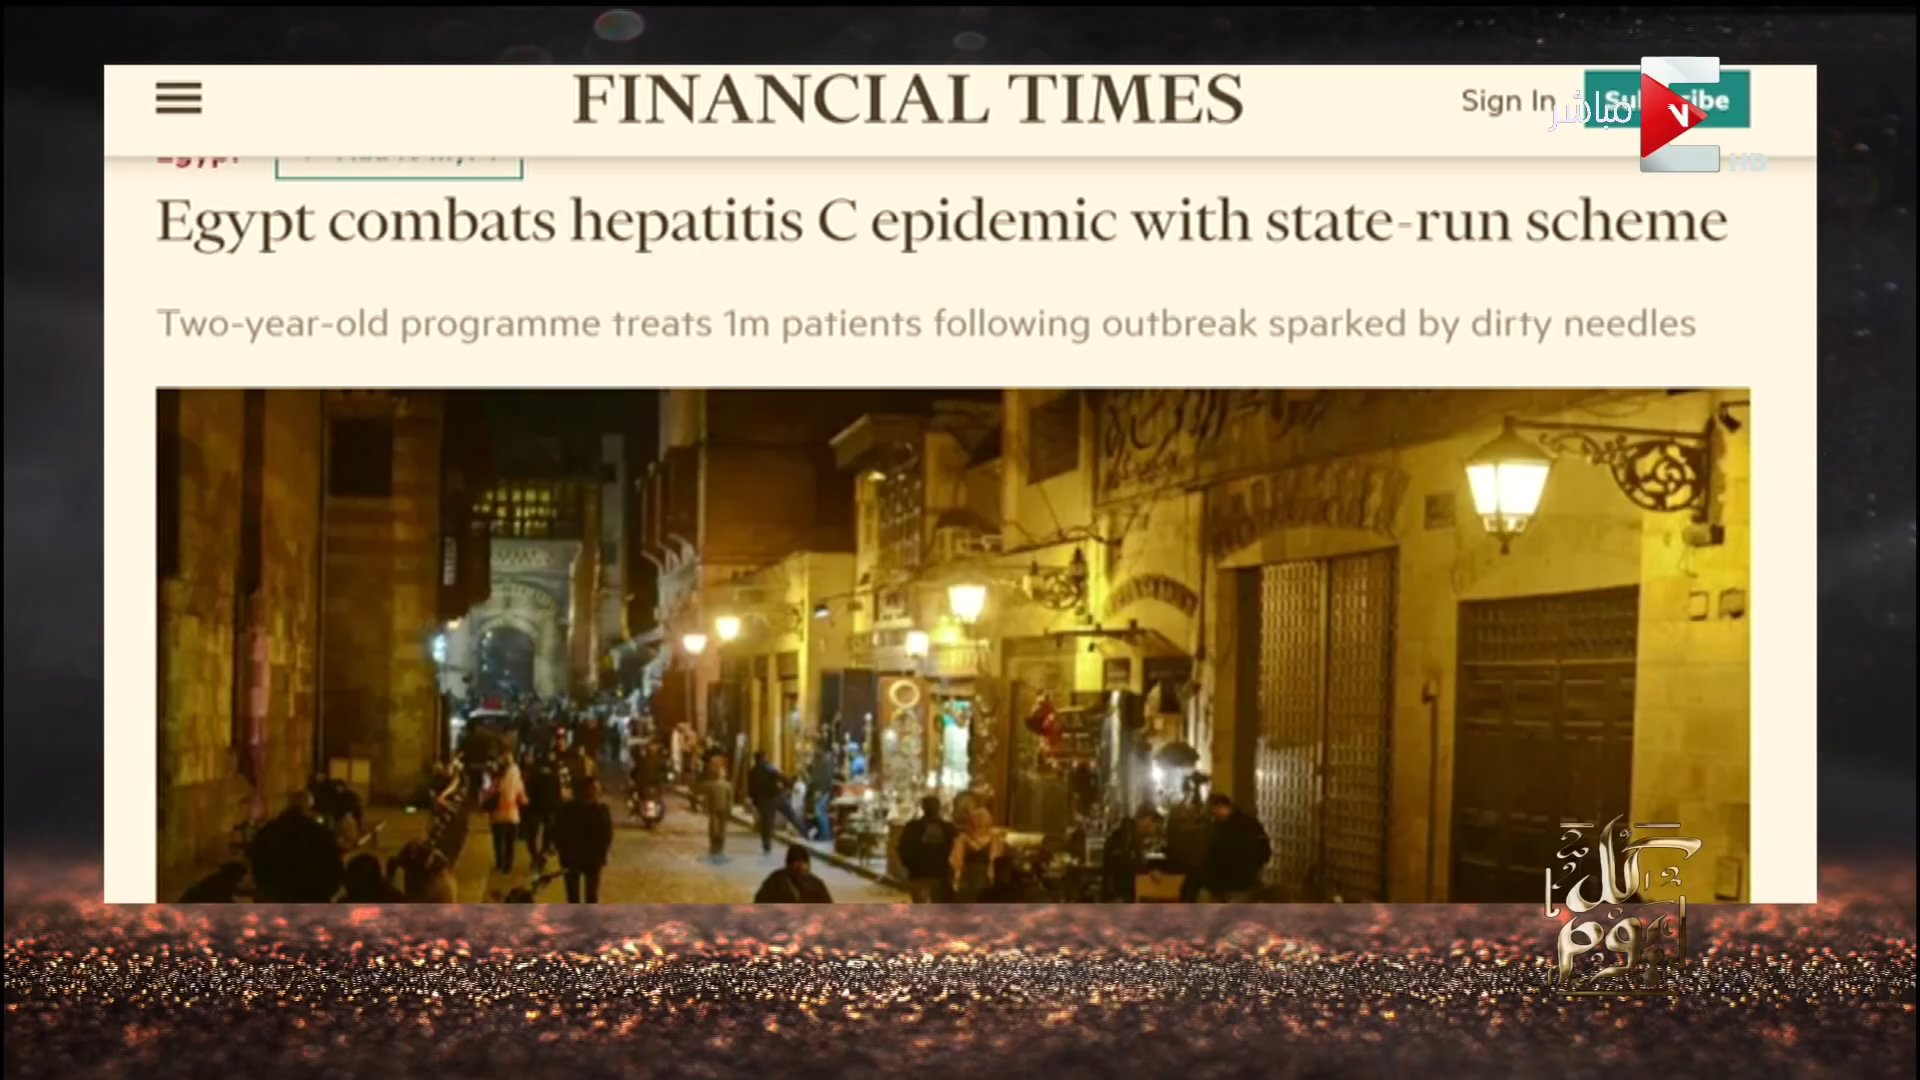 FINANCIAL TIMES
Sign In
مباشر
HD
Egypt
Egypt combats hepatitis C epidemic with state-run scheme
Two-year-old programme treats 1m patients following outbreak sparked by dirty needles
كل يوم